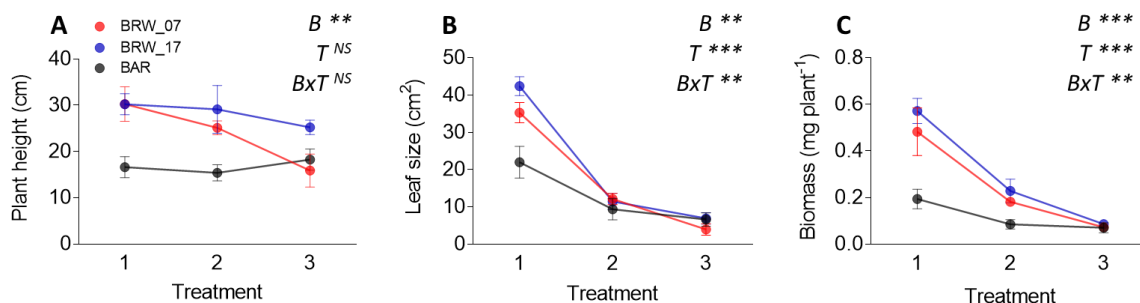 A
BRW_07
BRW_17
BAR
B **
T NS
BxT NS
Plant height (cm)
40
30
20
10
0
1 2 3
Treatment
B
B **
T ***
BxT **
Leaf size (cm²)
50
40
30
20
10
0
1 2 3
Treatment
C
B ***
T ***
BxT **
Biomass (mg plant⁻¹)
0.8
0.6
0.4
0.2
0.0
1 2 3
Treatment